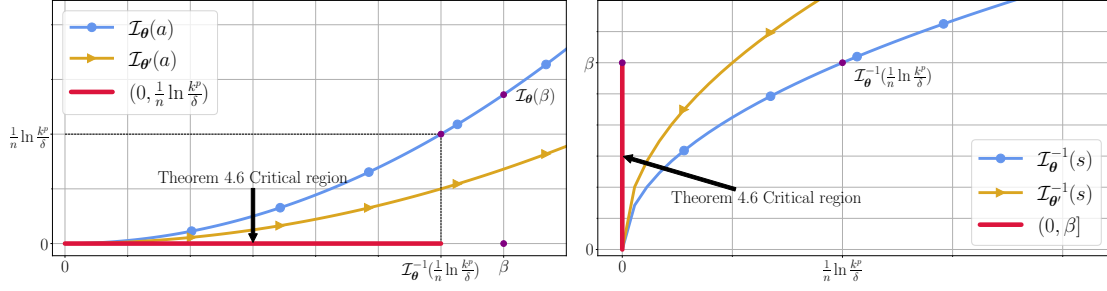 𝓘_𝜽(a)
𝓘_𝜽′(a)
(0, 1/n ln k^p/δ)
𝓘_𝜽(β)
1/n ln k^p/δ
Theorem 4.6 Critical region
0
0
𝓘_𝜽^{-1}(1/n ln k^p/δ)
β
β
𝓘_𝜽^{-1}(1/n ln k^p/δ)
𝓘_𝜽^{-1}(s)
𝓘_𝜽′^{-1}(s)
(0, β]
Theorem 4.6 Critical region
0
0
1/n ln k^p/δ